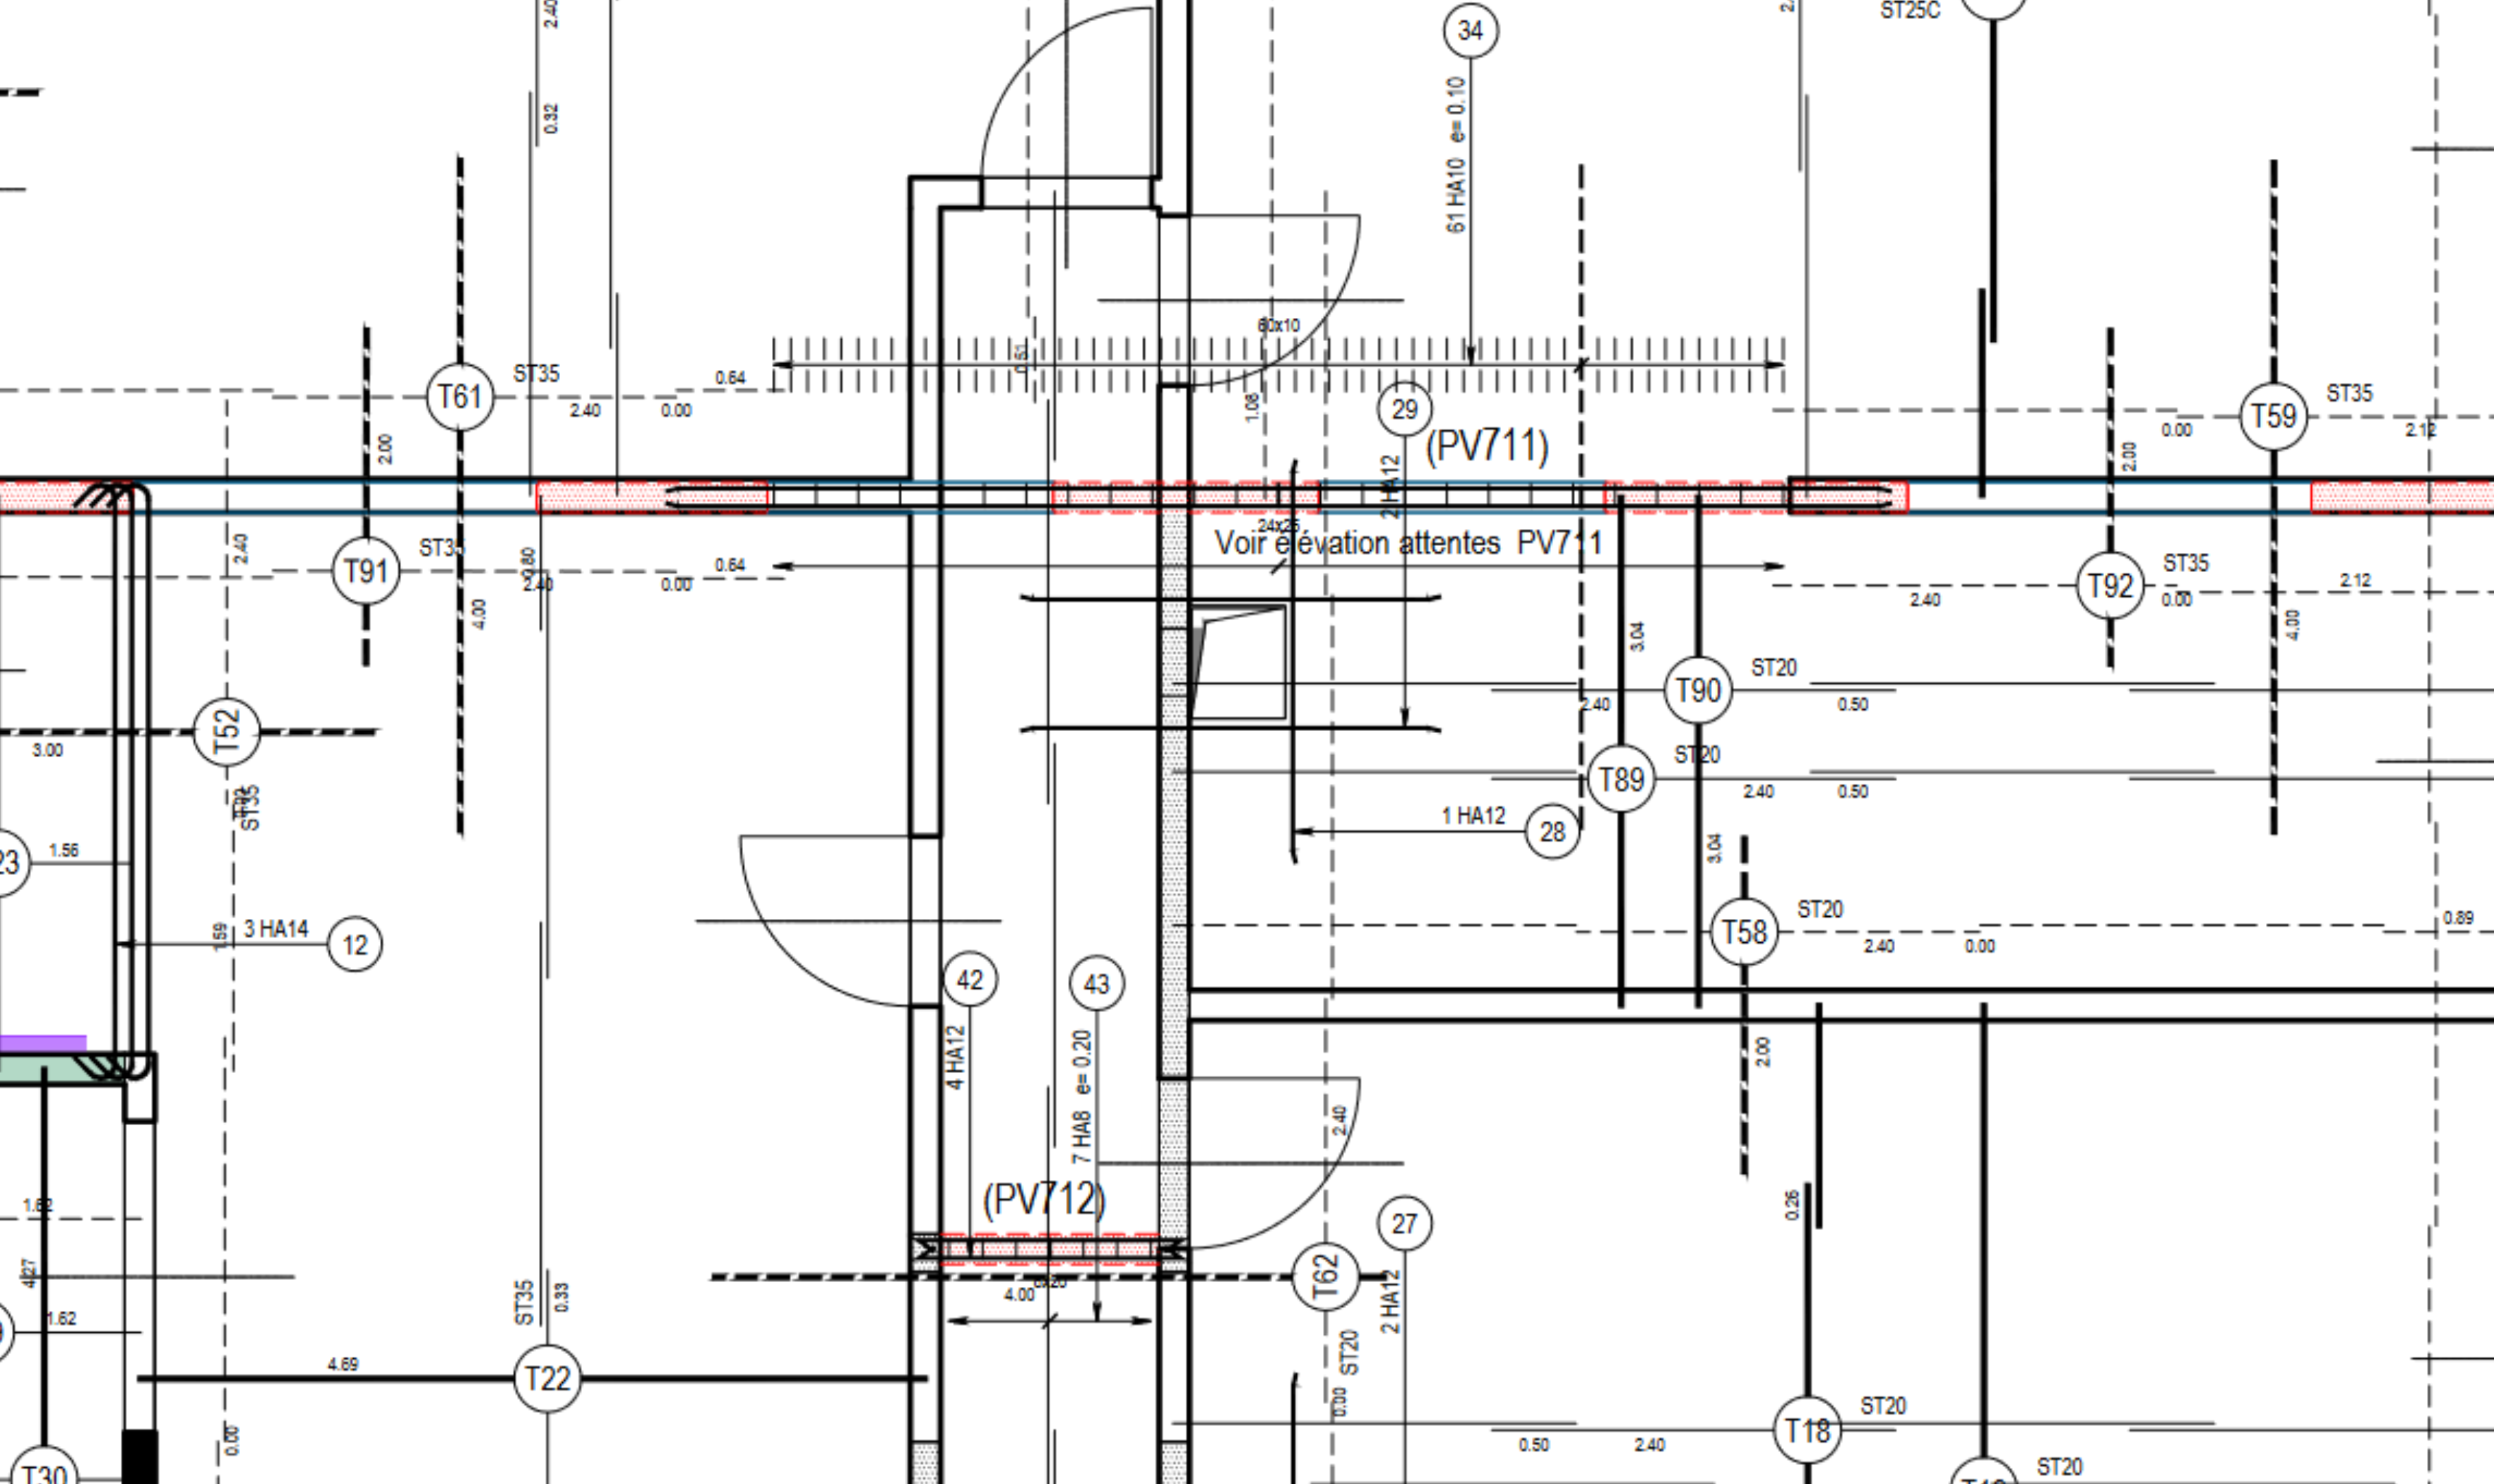 2.40
ST25C
34
0.32
61 HA10 e= 0.10
60x10
0.51
T61
ST35
0.64
2.40
0.00
1.08
29
(PV711)
T59
ST35
0.00
2.12
2.00
2.00
2 HA12
24x25
Voir élévation attentes PV711
T91
ST35
2.40
0.80
2.40
0.00
0.64
T92
ST35
2.40
0.00
2.12
4.00
4.00
3.04
T90
ST20
2.40
0.50
T52
3.00
ST35
T89
ST20
2.40
0.50
1 HA12
28
3.04
23
1.56
T58
ST20
2.40
0.00
0.89
1.59
3 HA14
12
42
43
4 HA12
7 HA8 e= 0.20
2.00
2.40
(PV712)
27
0.26
1.62
4.27
T62
4.00
2 HA12
ST35
0.33
1.62
ST20
4.69
T22
0.00
0.00
T18
ST20
0.50
2.40
T30
ST20